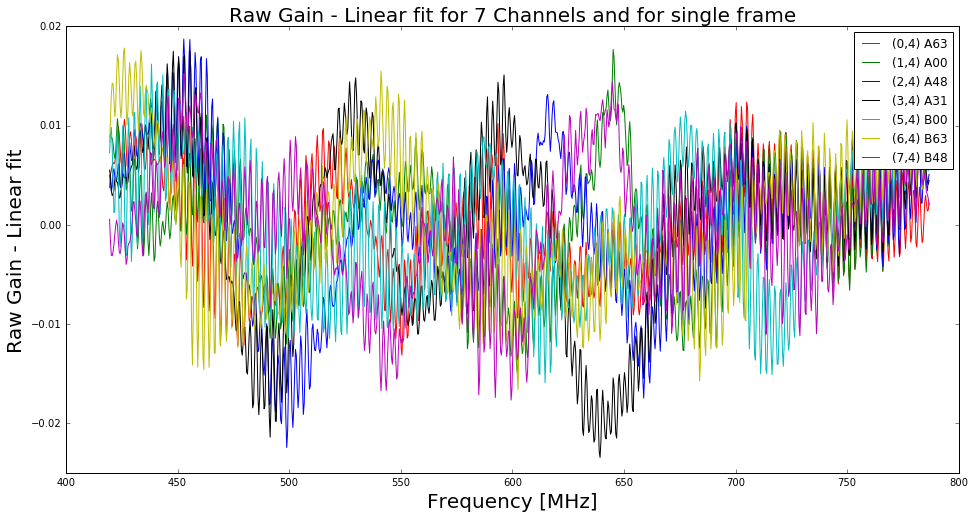 Raw Gain - Linear fit for 7 Channels and for single frame
0.02
0.01
0.00
−0.01
−0.02
Raw Gain - Linear fit
(0,4) A63
(1,4) A00
(2,4) A48
(3,4) A31
(5,4) B00
(6,4) B63
(7,4) B48
400
450
500
550
600
650
700
750
800
Frequency [MHz]